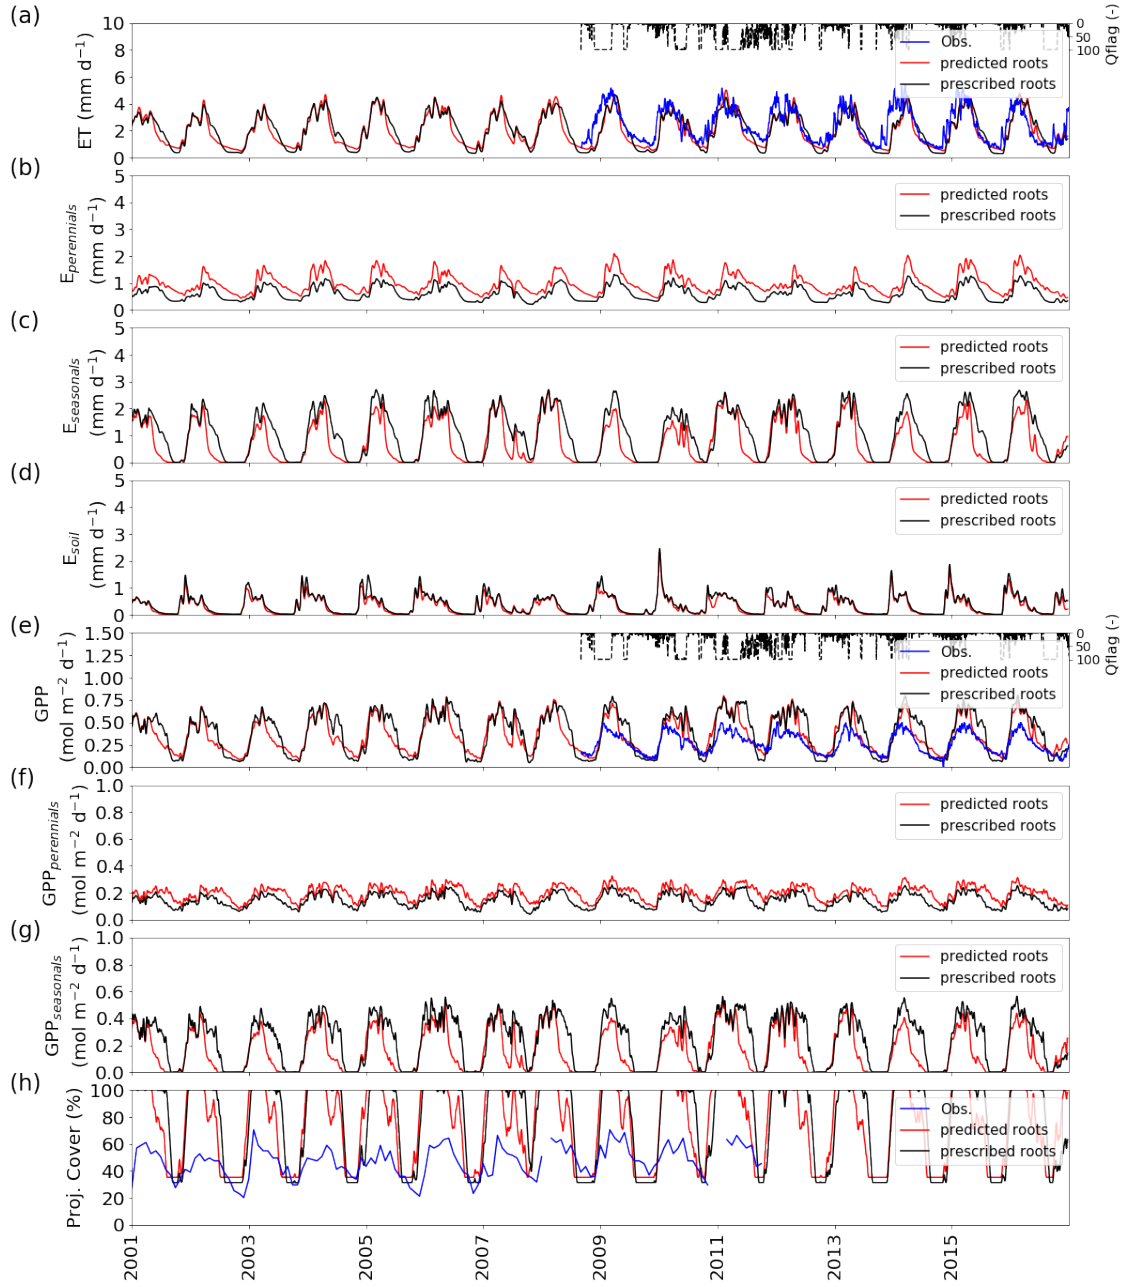 (a)
ET (mm d⁻¹)
10
8
6
4
2
0
Obs.
predicted roots
prescribed roots
0
50
100
Qflag (-)
(b)
E_perennials
(mm d⁻¹)
5
4
3
2
1
0
predicted roots
prescribed roots
(c)
E_seasonals
(mm d⁻¹)
5
4
3
2
1
0
predicted roots
prescribed roots
(d)
E_soil
(mm d⁻¹)
5
4
3
2
1
0
predicted roots
prescribed roots
(e)
GPP
(mol m⁻² d⁻¹)
1.50
1.25
1.00
0.75
0.50
0.25
0.00
Obs.
predicted roots
prescribed roots
0
50
100
Qflag (-)
(f)
GPP_perennials
(mol m⁻² d⁻¹)
1.0
0.8
0.6
0.4
0.2
0.0
predicted roots
prescribed roots
(g)
GPP_seasonals
(mol m⁻² d⁻¹)
1.0
0.8
0.6
0.4
0.2
0.0
predicted roots
prescribed roots
(h)
Proj. Cover (%)
100
80
60
40
20
0
Obs.
predicted roots
prescribed roots
2001
2003
2005
2007
2009
2011
2013
2015